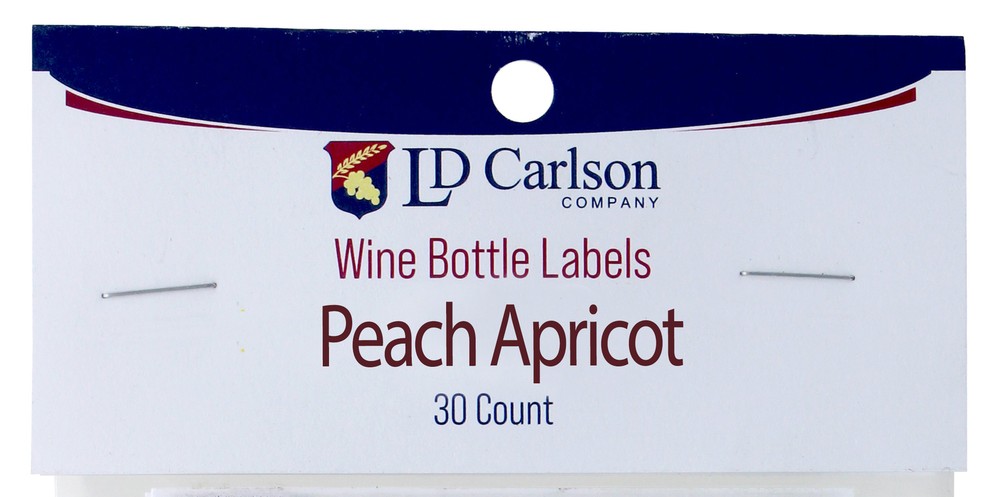 LD Carlson
COMPANY
Wine Bottle Labels
Peach Apricot
30 Count